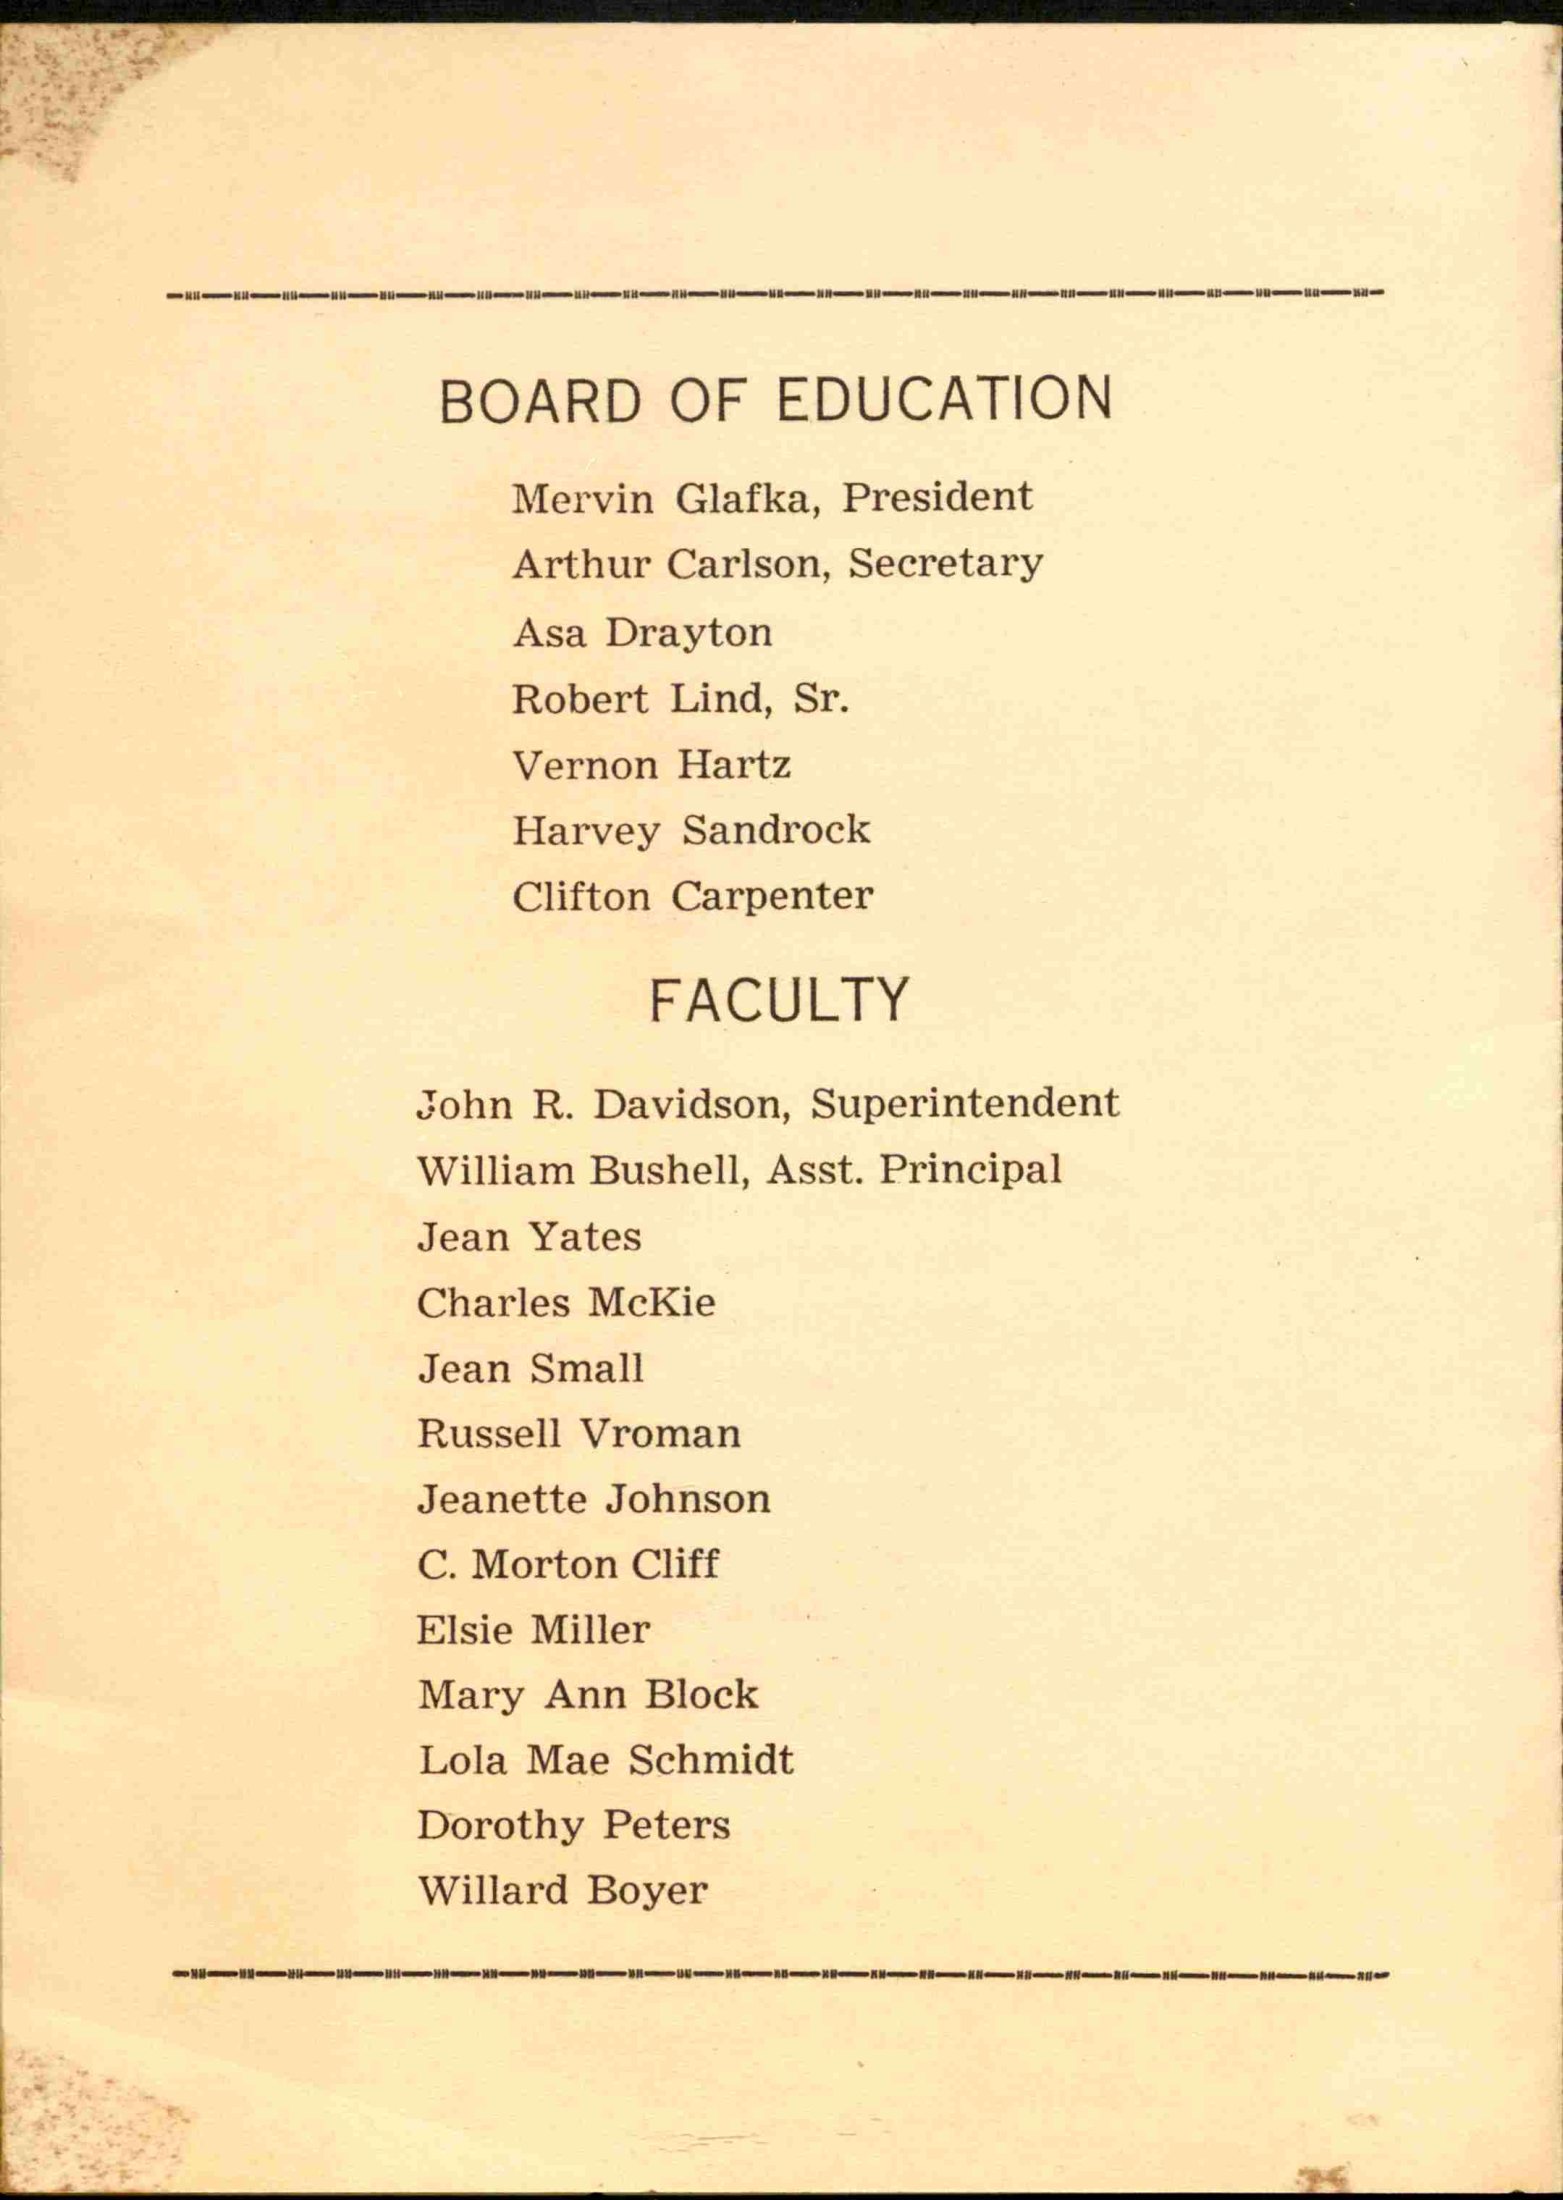 BOARD OF EDUCATION
Mervin Glafka, President
Arthur Carlson, Secretary
Asa Drayton
Robert Lind, Sr.
Vernon Hartz
Harvey Sandrock
Clifton Carpenter
FACULTY
John R. Davidson, Superintendent
William Bushell, Asst. Principal
Jean Yates
Charles McKie
Jean Small
Russell Vroman
Jeanette Johnson
C. Morton Cliff
Elsie Miller
Mary Ann Block
Lola Mae Schmidt
Dorothy Peters
Willard Boyer